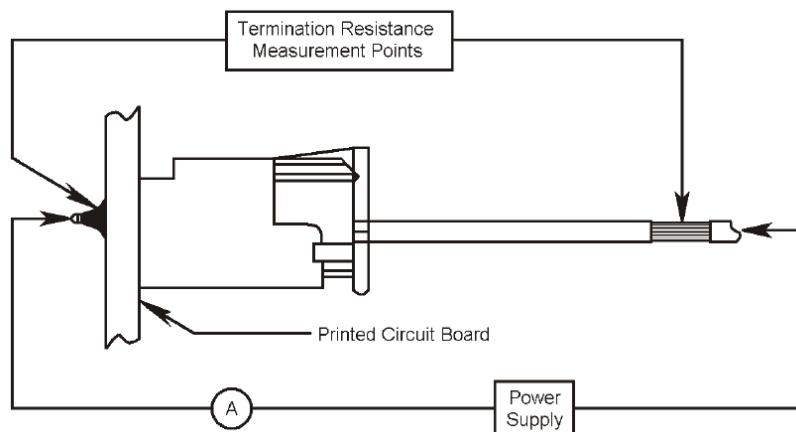 Termination Resistance
Measurement Points
Printed Circuit Board
A
Power
Supply